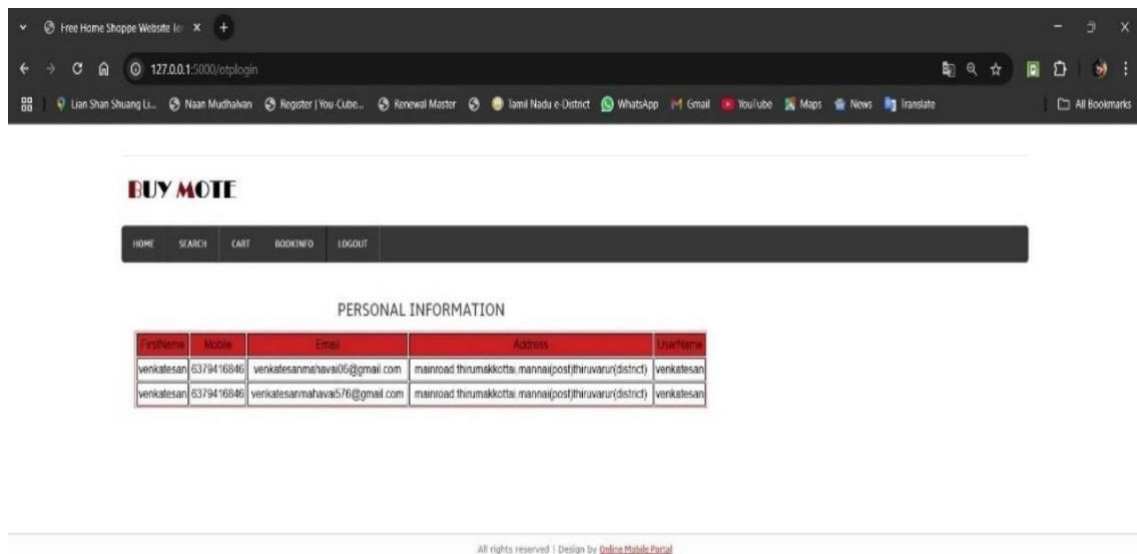 Free Home Shoppe Website
127.0.0.1:5000/otplogin
Lian Shan Shuang Li... Naan Mudhalvan Register | You-Cube... Renewal Master Tamil Nadu e-District WhatsApp Gmail YouTube Maps News Translate All Bookmarks
BUY MOTE
HOME SEARCH CART BOOKINFO LOGOUT
PERSONAL INFORMATION
FirstName Mobile Email Address UserName
venkatesan 6379416846 venkatesanmahavai06@gmail.com mainroad.thirumakkottai.mannai(post)thiruvarur(district) venkatesan
venkatesan 6379416846 venkatesanmahavai576@gmail.com mainroad.thirumakkottai.mannai(post)thiruvarur(district) venkatesan
All rights reserved | Design by Online Mobile Portal